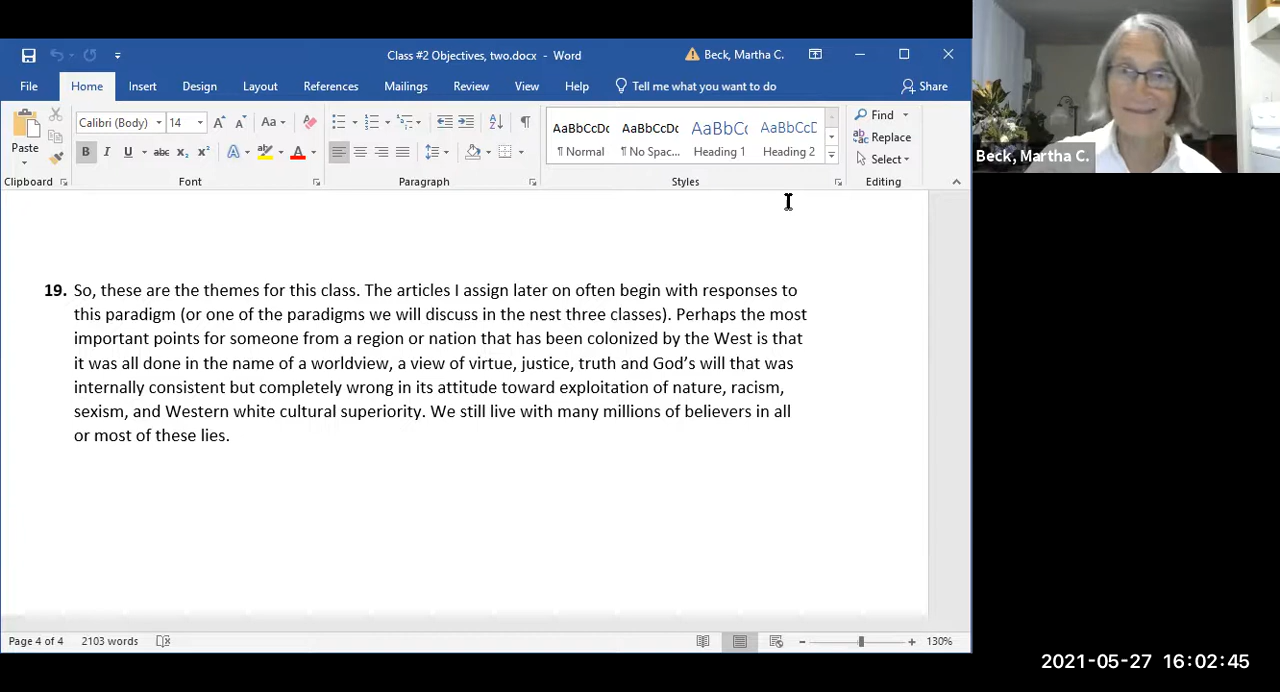 Class #2 Objectives, two.docx - Word
Beck, Martha C.
File Home Insert Design Layout References Mailings Review View Help Tell me what you want to do Share
Paste
Calibri (Body) 14
Aa
B I U abc x₂ x²
A A
AaBbCcDc AaBbCcDc AaBbCc AaBbCcD
¶ Normal ¶ No Spac... Heading 1 Heading 2
Find
Replace
Select
Clipboard Font Paragraph Styles Editing
Beck, Martha C.
19. So, these are the themes for this class. The articles I assign later on often begin with responses to
this paradigm (or one of the paradigms we will discuss in the nest three classes). Perhaps the most
important points for someone from a region or nation that has been colonized by the West is that
it was all done in the name of a worldview, a view of virtue, justice, truth and God's will that was
internally consistent but completely wrong in its attitude toward exploitation of nature, racism,
sexism, and Western white cultural superiority. We still live with many millions of believers in all
or most of these lies.
Page 4 of 4 2103 words
130%
2021-05-27 16:02:45